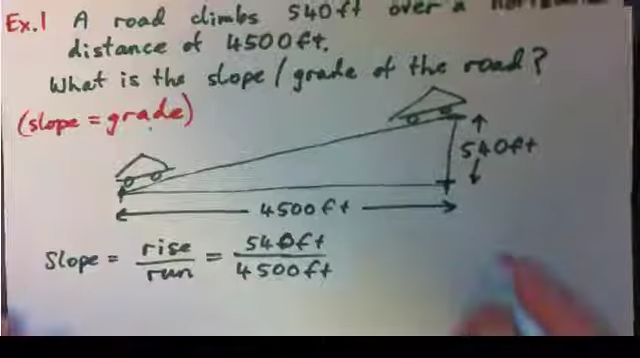 Ex.1 A road climbs 540ft over a
distance of 4500ft.
What is the slope/grade of the road?
(slope = grade)
540ft
4500ft
Slope = rise/run = 540ft/4500ft